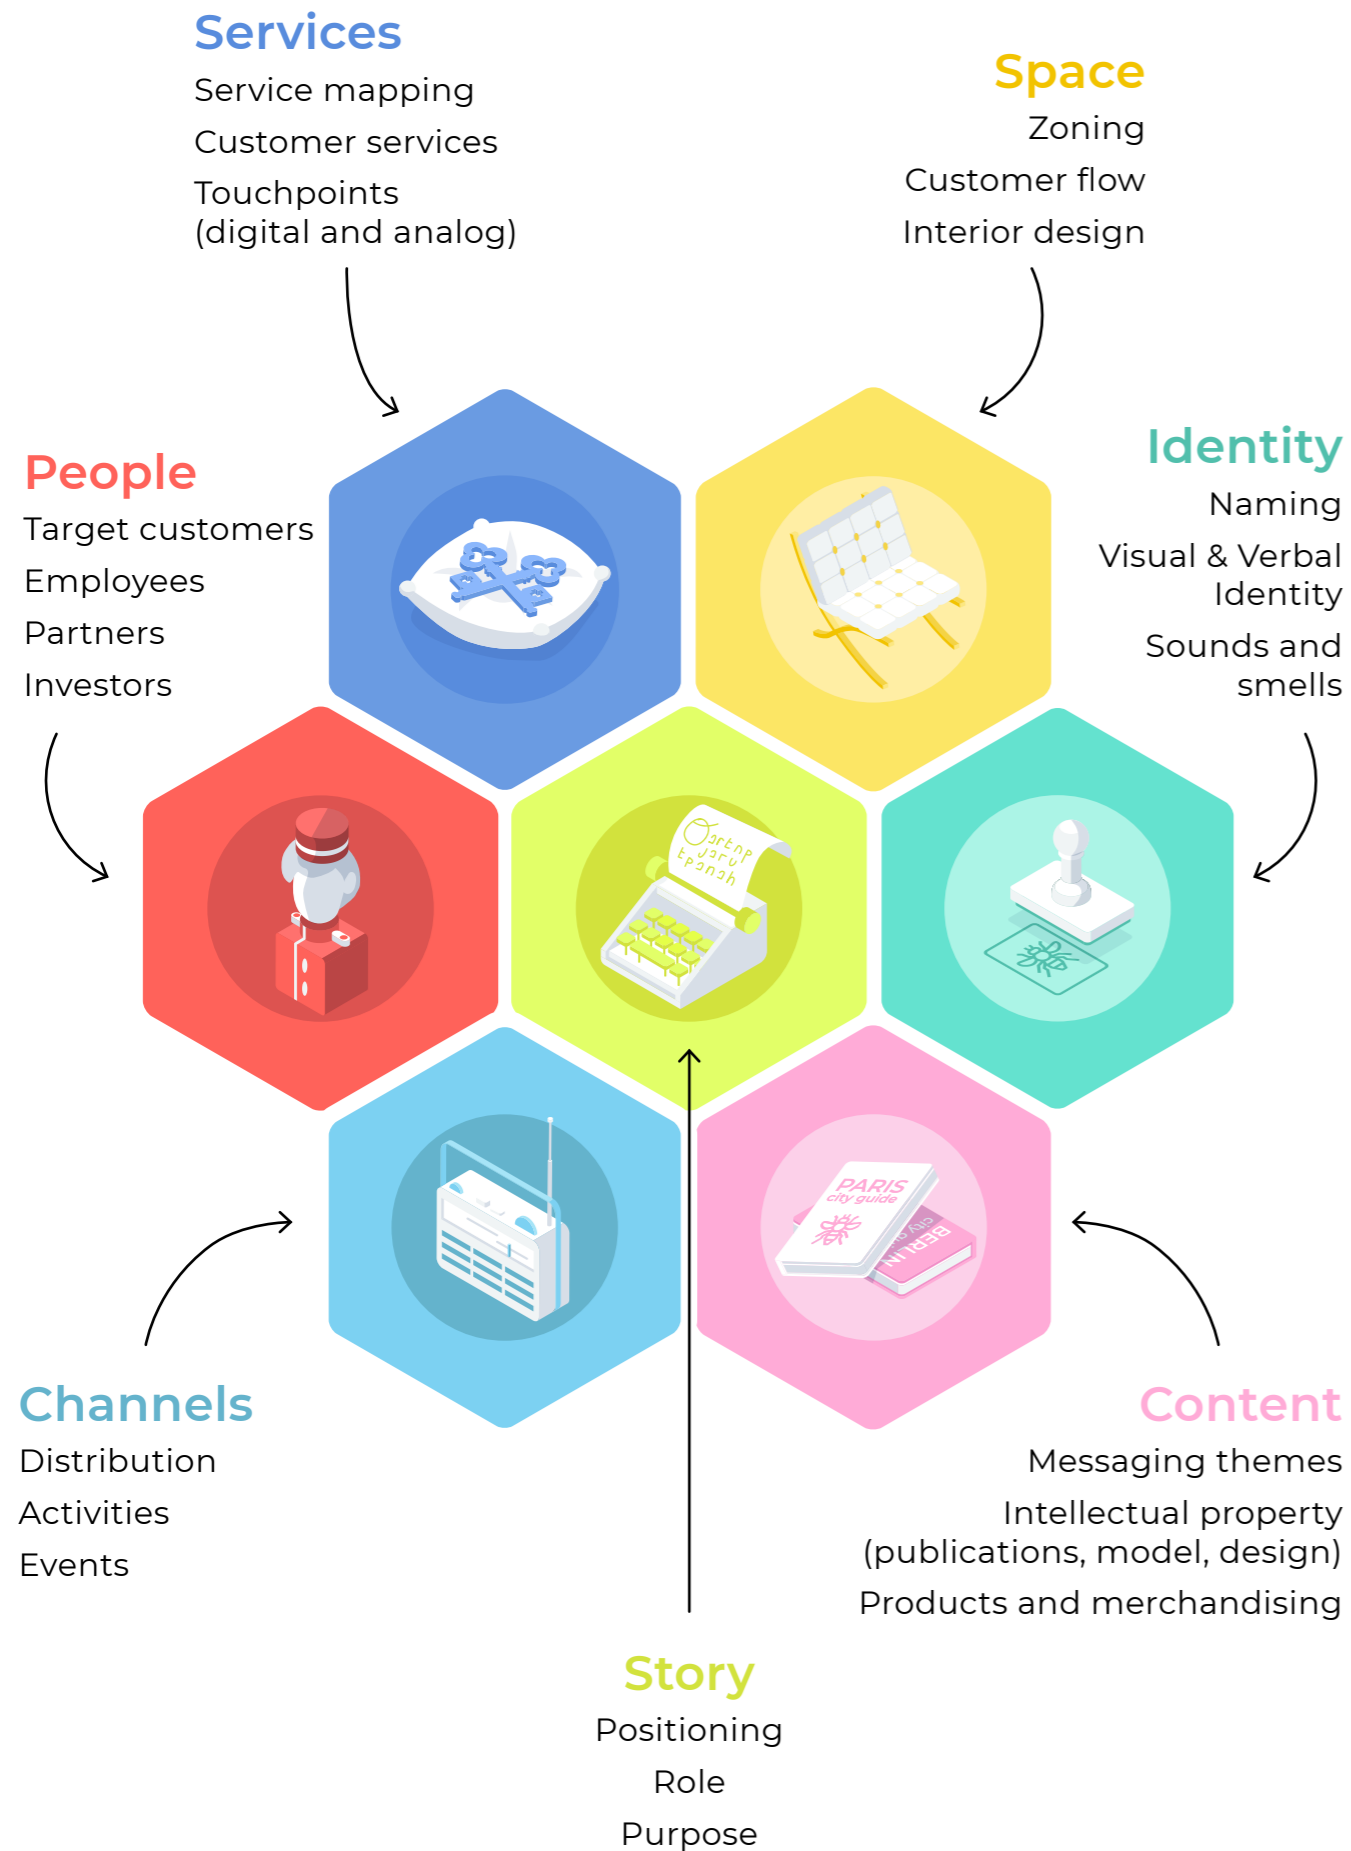 Services
Service mapping
Customer services
Touchpoints
(digital and analog)
Space
Zoning
Customer flow
Interior design
People
Target customers
Employees
Partners
Investors
Identity
Naming
Visual & Verbal
Identity
Sounds and
smells
PARIS
city guide
BERLIN
city
Channels
Distribution
Activities
Events
Content
Messaging themes
Intellectual property
(publications, model, design)
Products and merchandising
Story
Positioning
Role
Purpose